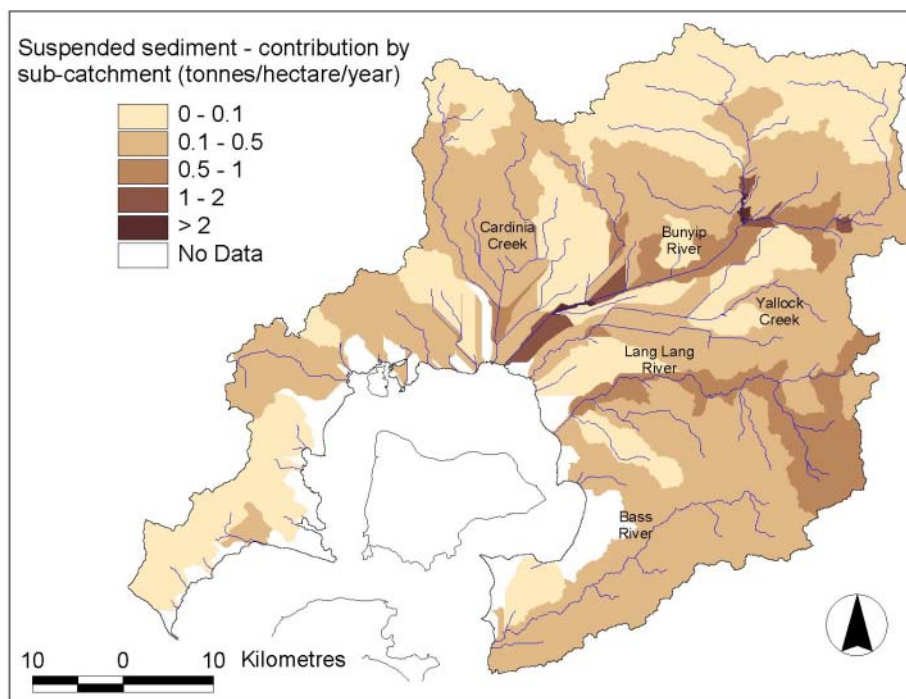 Suspended sediment - contribution by
sub-catchment (tonnes/hectare/year)
0 - 0.1
0.1 - 0.5
0.5 - 1
1 - 2
> 2
No Data
Cardinia
Creek
Bunyip
River
Yallock
Creek
Lang Lang
River
Bass
River
10 0 10 Kilometres